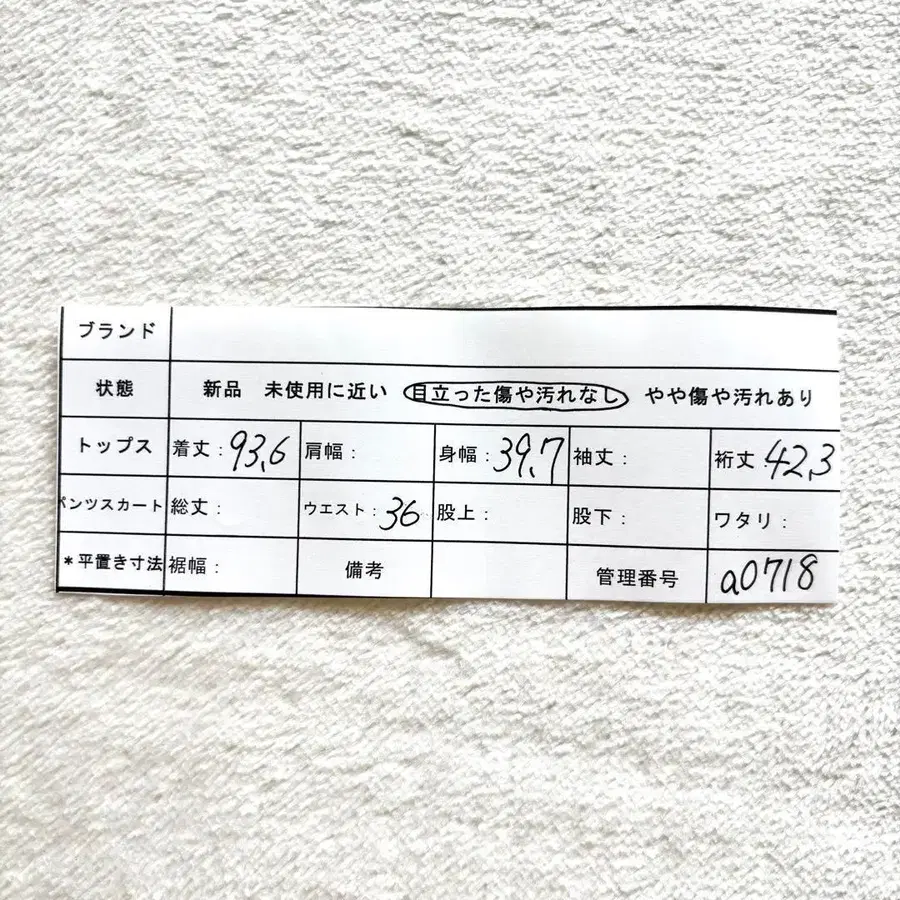 ブランド
状態 新品 未使用に近い 目立った傷や汚れなし やや傷や汚れあり
トップス 着丈:93.6 肩幅: 身幅:39.7 袖丈: 裄丈:42.3
パンツスカート 総丈: ウエスト:36 股上: 股下: ワタリ:
*平置き寸法 裾幅: 備考 管理番号 a0718